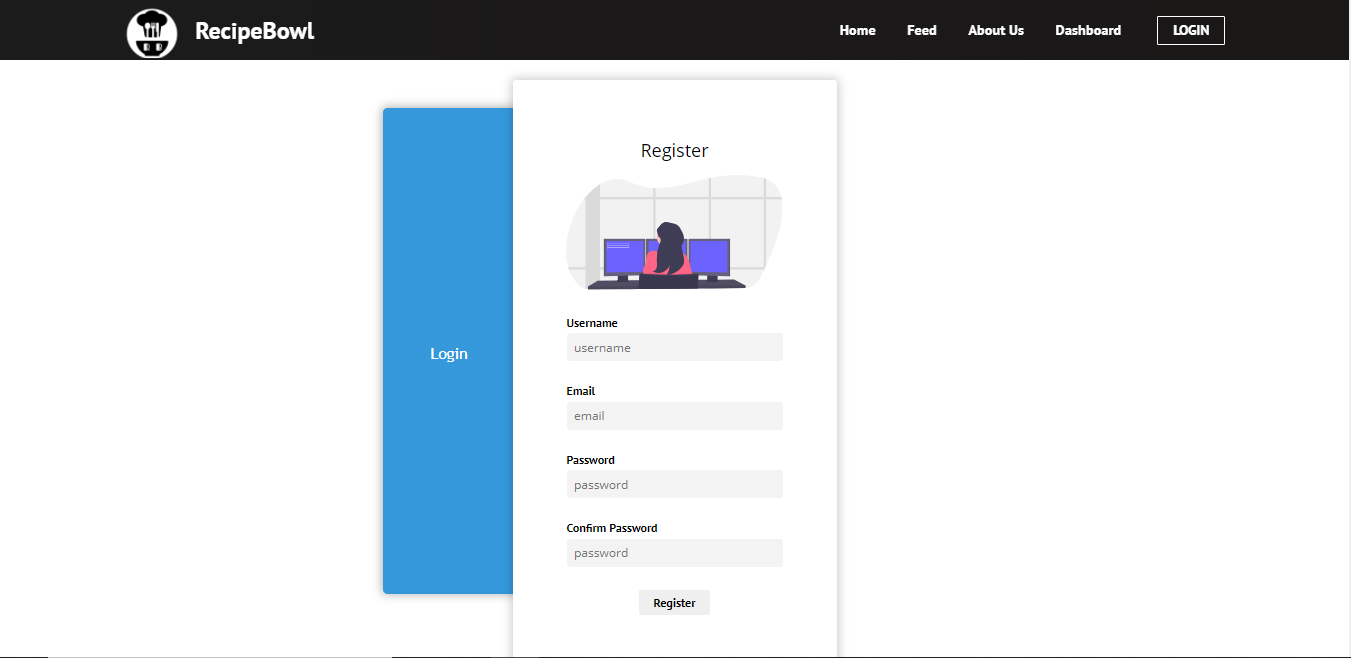 RecipeBowl
Home Feed About Us Dashboard LOGIN
Login
Register
Username
username
Email
email
Password
password
Confirm Password
password
Register